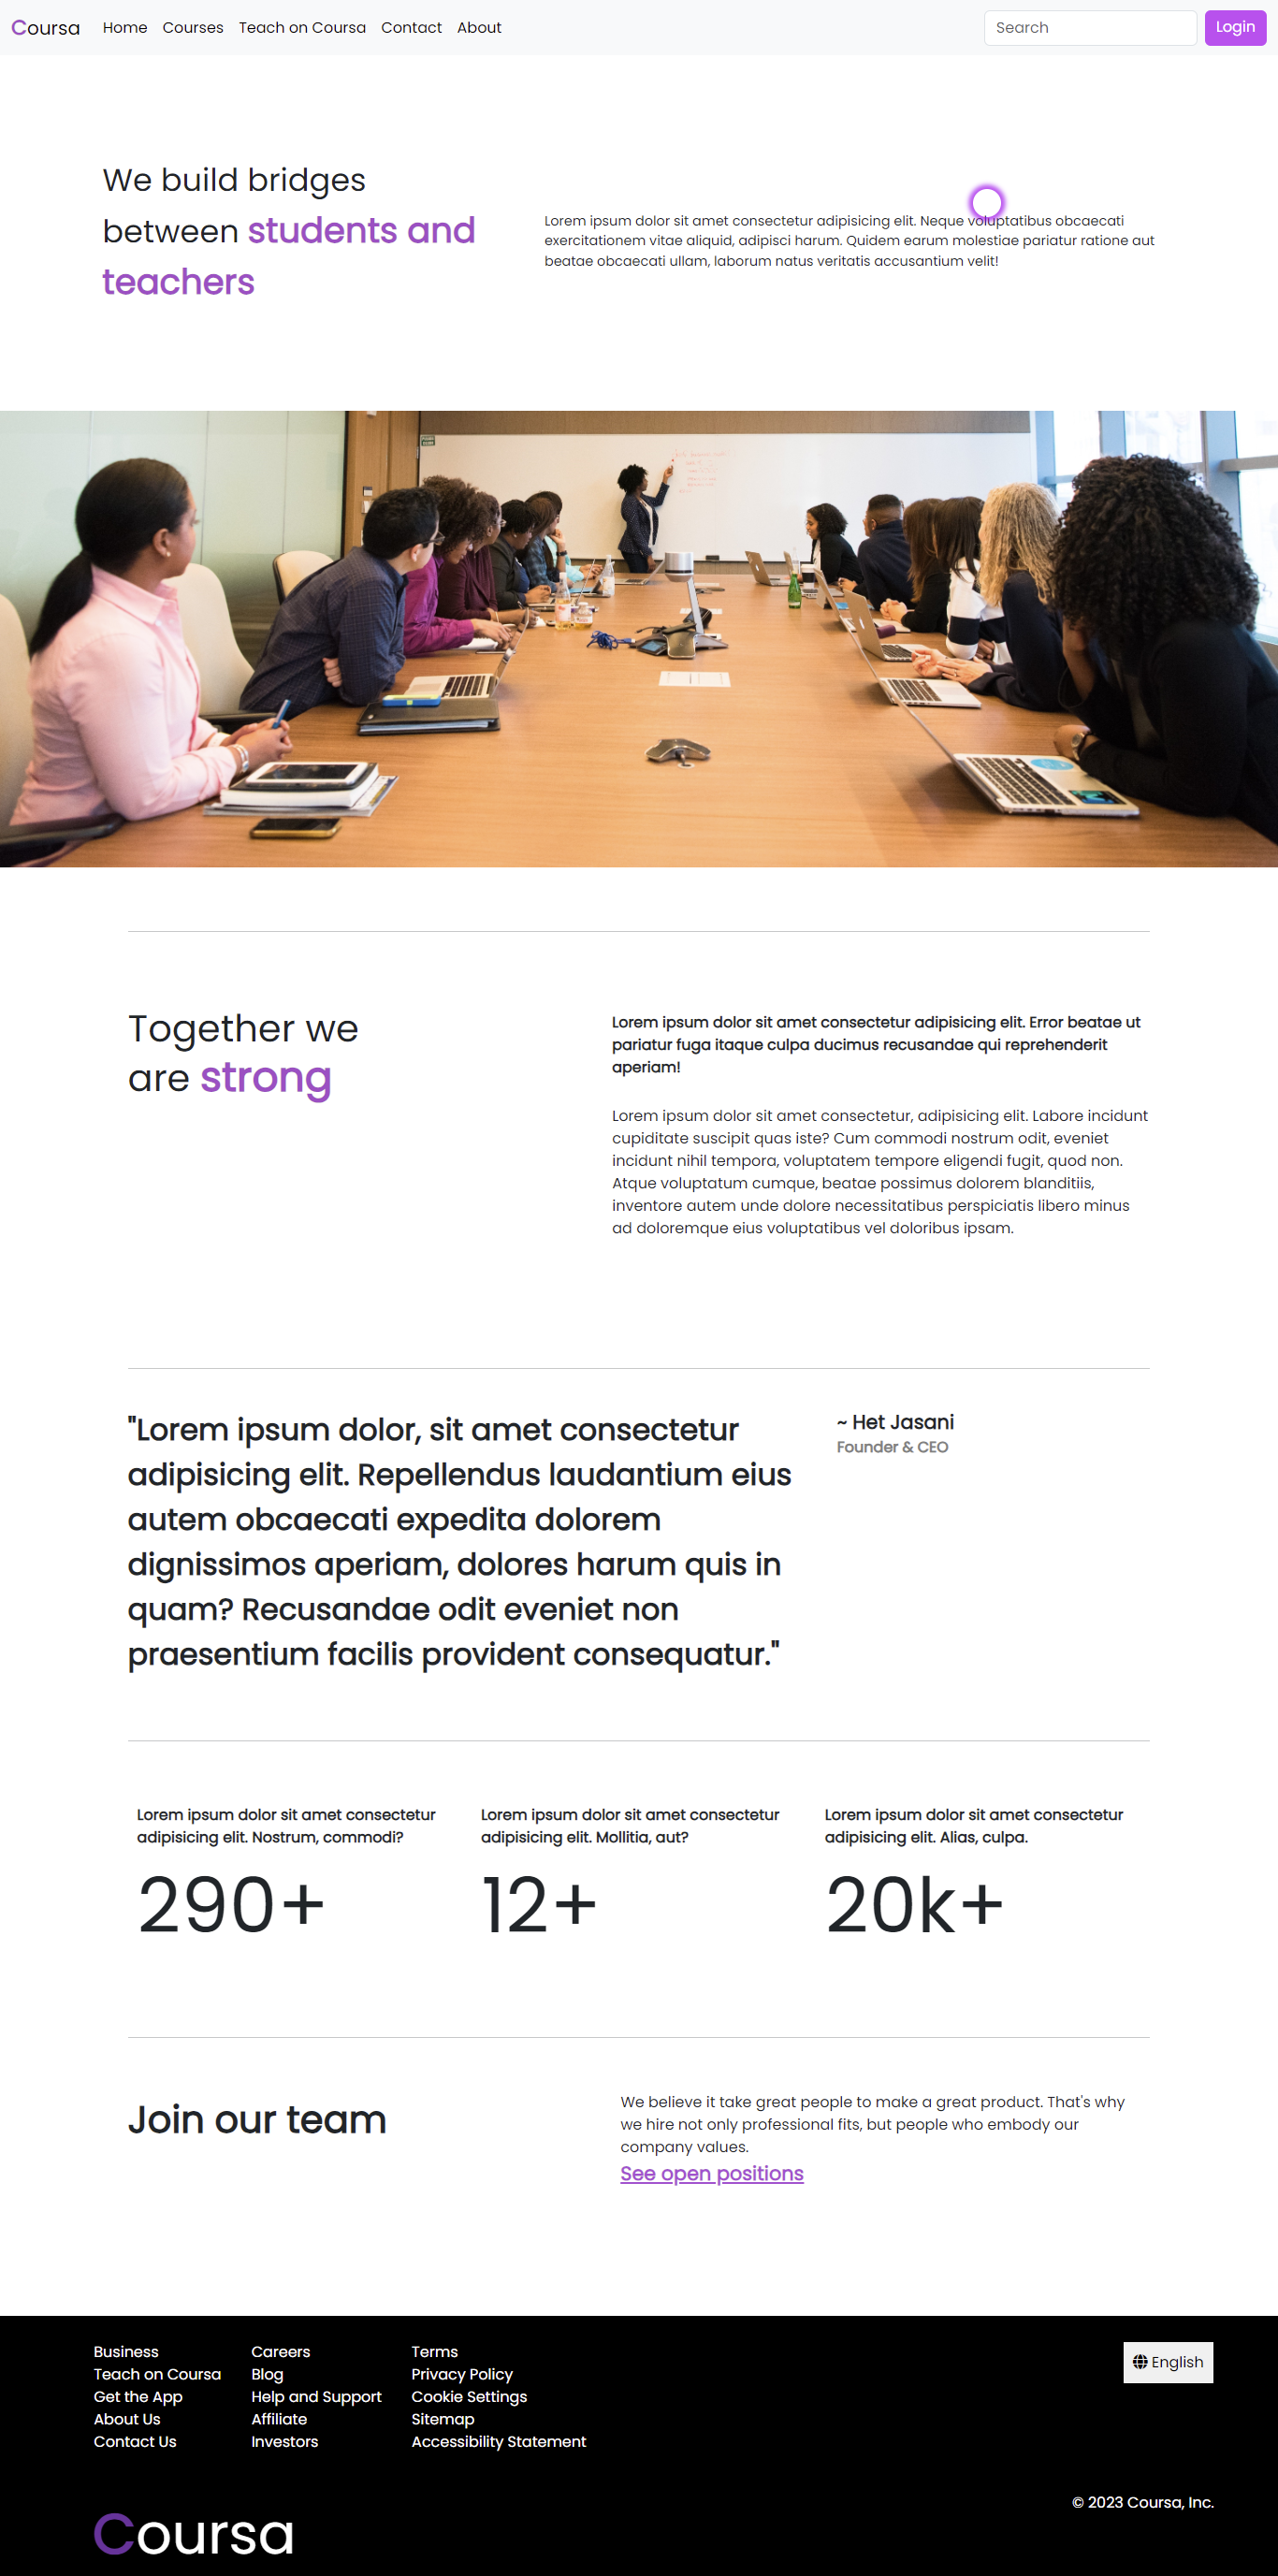 Coursa Home Courses Teach on Coursa Contact About Search Login
We build bridges
between students and
teachers
Lorem ipsum dolor sit amet consectetur adipisicing elit. Neque voluptatibus obcaecati
exercitationem vitae aliquid, adipisci harum. Quidem earum molestiae pariatur ratione aut
beatae obcaecati ullam, laborum natus veritatis accusantium velit!
Together we
are strong
Lorem ipsum dolor sit amet consectetur adipisicing elit. Error beatae ut
pariatur fuga itaque culpa ducimus recusandae qui reprehenderit
aperiam!
Lorem ipsum dolor sit amet consectetur, adipisicing elit. Labore incidunt
cupiditate suscipit quas iste? Cum commodi nostrum odit, eveniet
incidunt nihil tempora, voluptatem tempore eligendi fugit, quod non.
Atque voluptatum cumque, beatae possimus dolorem blanditiis,
inventore autem unde dolore necessitatibus perspiciatis libero minus
ad doloremque eius voluptatibus vel doloribus ipsam.
"Lorem ipsum dolor, sit amet consectetur
adipisicing elit. Repellendus laudantium eius
autem obcaecati expedita dolorem
dignissimos aperiam, dolores harum quis in
quam? Recusandae odit eveniet non
praesentium facilis provident consequatur."
~ Het Jasani
Founder & CEO
Lorem ipsum dolor sit amet consectetur
adipisicing elit. Nostrum, commodi?
290+
Lorem ipsum dolor sit amet consectetur
adipisicing elit. Mollitia, aut?
12+
Lorem ipsum dolor sit amet consectetur
adipisicing elit. Alias, culpa.
20k+
Join our team
We believe it take great people to make a great product. That's why
we hire not only professional fits, but people who embody our
company values.
See open positions
Business
Teach on Coursa
Get the App
About Us
Contact Us
Careers
Blog
Help and Support
Affiliate
Investors
Terms
Privacy Policy
Cookie Settings
Sitemap
Accessibility Statement
English
© 2023 Coursa, Inc.
Coursa